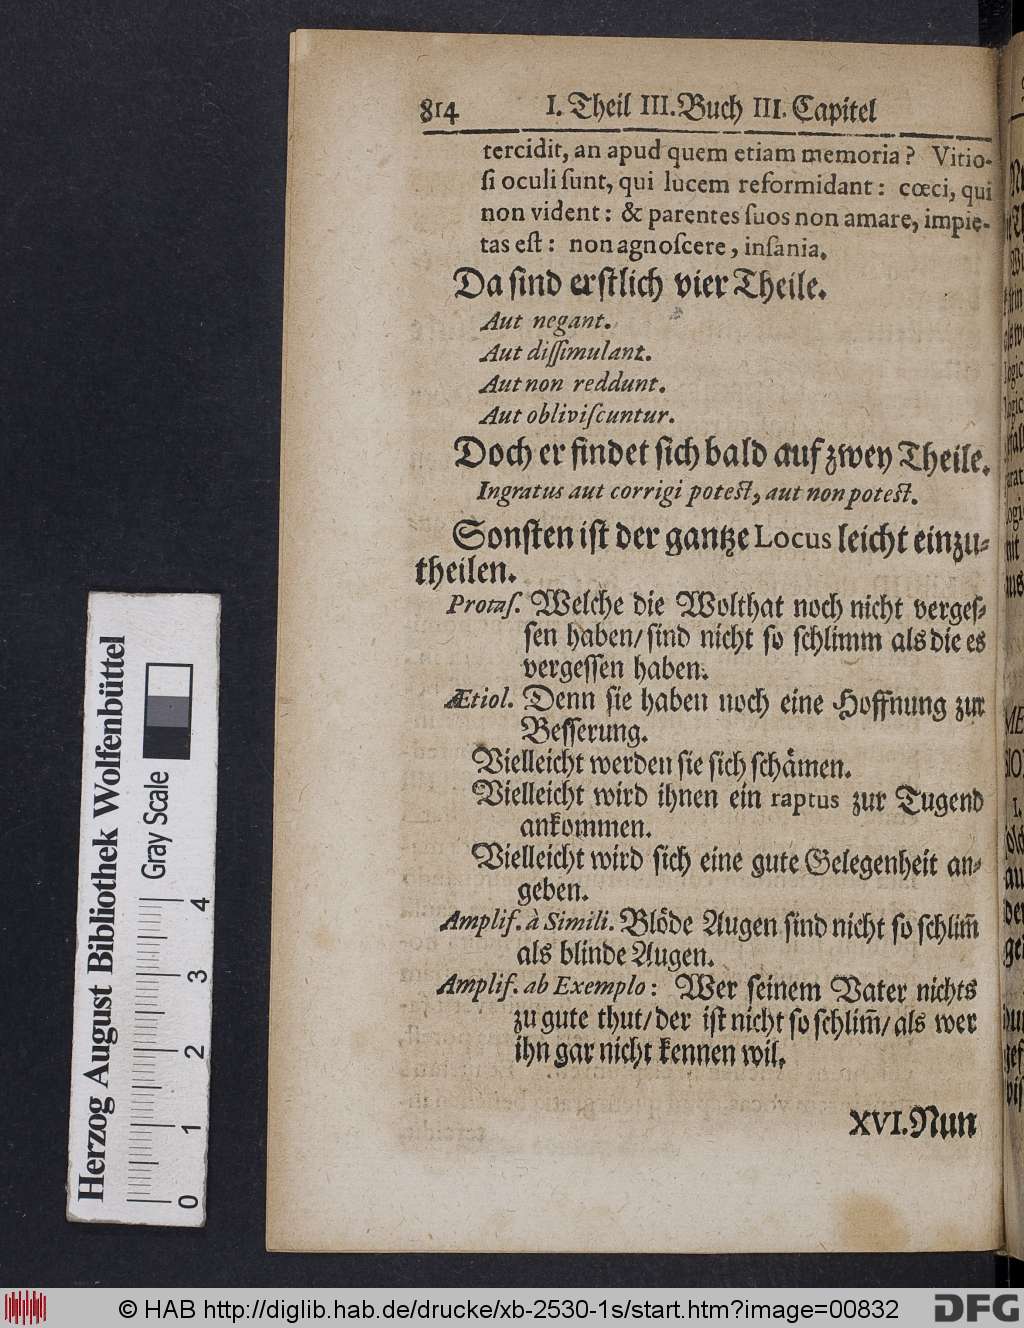 814 I. Theil III. Buch III. Capitel
tercidit, an apud quem etiam memoria? Vitio-
ſi oculi ſunt, qui lucem reformidant: cœci, qui
non vident: & parentes ſuos non amare, impie-
tas eſt: non agnoſcere, inſania.
Da ſind erſtlich vier Theile.
Aut negant.
Aut diſſimulant.
Aut non reddunt.
Aut obliviſcuntur.
Doch er findet ſich bald auf zwey Theile.
Ingratus aut corrigi poteſt, aut non poteſt.
Sonſten iſt der gantze Locus leicht einzu-
theilen.
Protaſ. Welche die Wolthat noch nicht vergeſ-
ſen haben/ ſind nicht ſo ſchlimm als die es
vergeſſen haben.
Ætiol. Denn ſie haben noch eine Hoffnung zur
Beſſerung.
Vielleicht werden ſie ſich ſchämen.
Vielleicht wird ihnen ein raptus zur Tugend
ankommen.
Vielleicht wird ſich eine gute Gelegenheit an-
geben.
Amplif. à Simili. Blöde Augen ſind nicht ſo ſchlim̃
als blinde Augen.
Amplif. ab Exemplo: Wer ſeinem Vater nichts
zu gute thut/ der iſt nicht ſo ſchlim̃/ als wer
ihn gar nicht kennen wil.
XVI. Nun
Herzog August Bibliothek Wolfenbüttel
Gray Scale
0 1 2 3 4
© HAB http://diglib.hab.de/drucke/xb-2530-1s/start.htm?image=00832
DFG